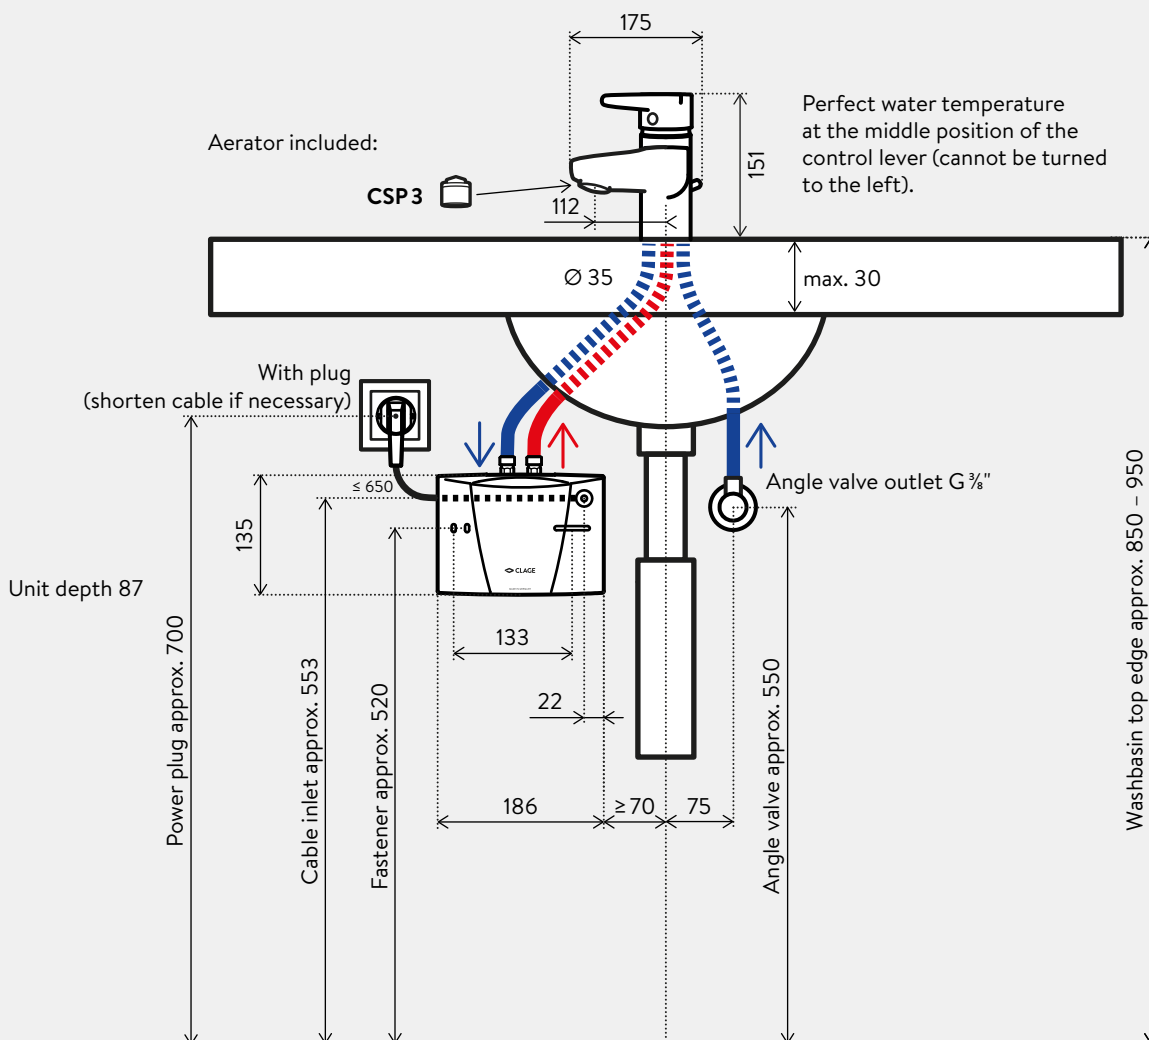 175
Aerator included:
CSP 3
112
151
Perfect water temperature
at the middle position of the
control lever (cannot be turned
to the left).
Ø 35
max. 30
With plug
(shorten cable if necessary)
≤ 650
135
Angle valve outlet G ⅜"
CLAGE
Unit depth 87
133
22
186
≥ 70
75
Power plug approx. 700
Cable inlet approx. 553
Fastener approx. 520
Angle valve approx. 550
Washbasin top edge approx. 850 – 950